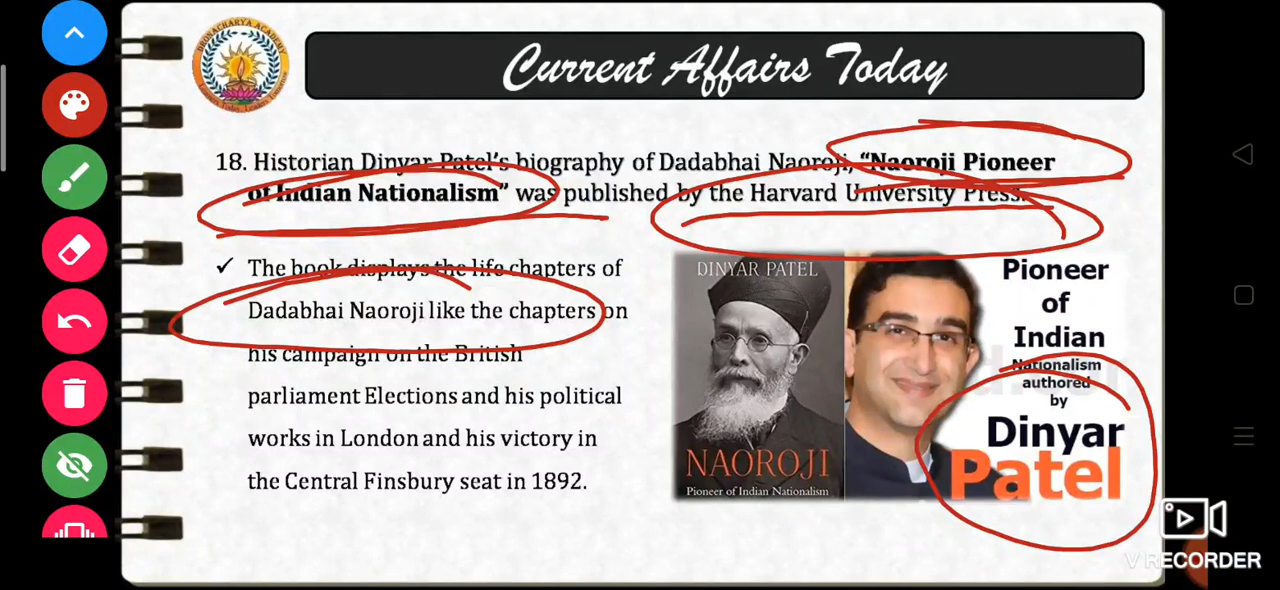 DRONACHARYA ACADEMY
Current Affairs Today
18. Historian Dinyar Patel's biography of Dadabhai Naoroji, "Naoroji Pioneer
of Indian Nationalism" was published by the Harvard University Press.
✓ The book displays the life chapters of
Dadabhai Naoroji like the chapters on
his campaign on the British
parliament Elections and his political
works in London and his victory in
the Central Finsbury seat in 1892.
DINYAR PATEL
NAOROJI
Pioneer of Indian Nationalism
Pioneer
of
Indian
Nationalism
authored
by
Dinyar
Patel
V RECORDER